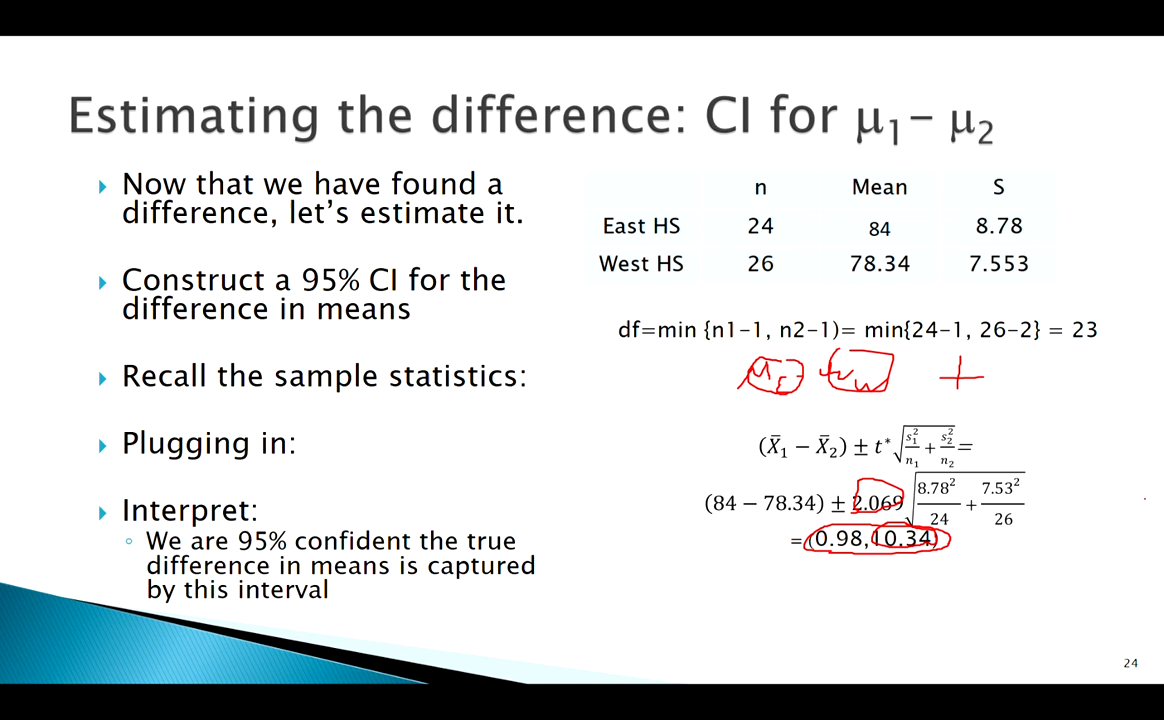 Estimating the difference: CI for μ₁− μ₂
Now that we have found a
difference, let's estimate it.
Construct a 95% CI for the
difference in means
Recall the sample statistics:
Plugging in:
Interpret:
We are 95% confident the true
difference in means is captured
by this interval
n Mean S
East HS 24 84 8.78
West HS 26 78.34 7.553
df=min {n1-1, n2-1)= min{24-1, 26-2} = 23
+
(X̄₁ − X̄₂) ± t* √(s₁²/n₁ + s₂²/n₂) =
(84 − 78.34) ± 2.069 √(8.78²/24 + 7.53²/26)
= (0.98,10.34)
24